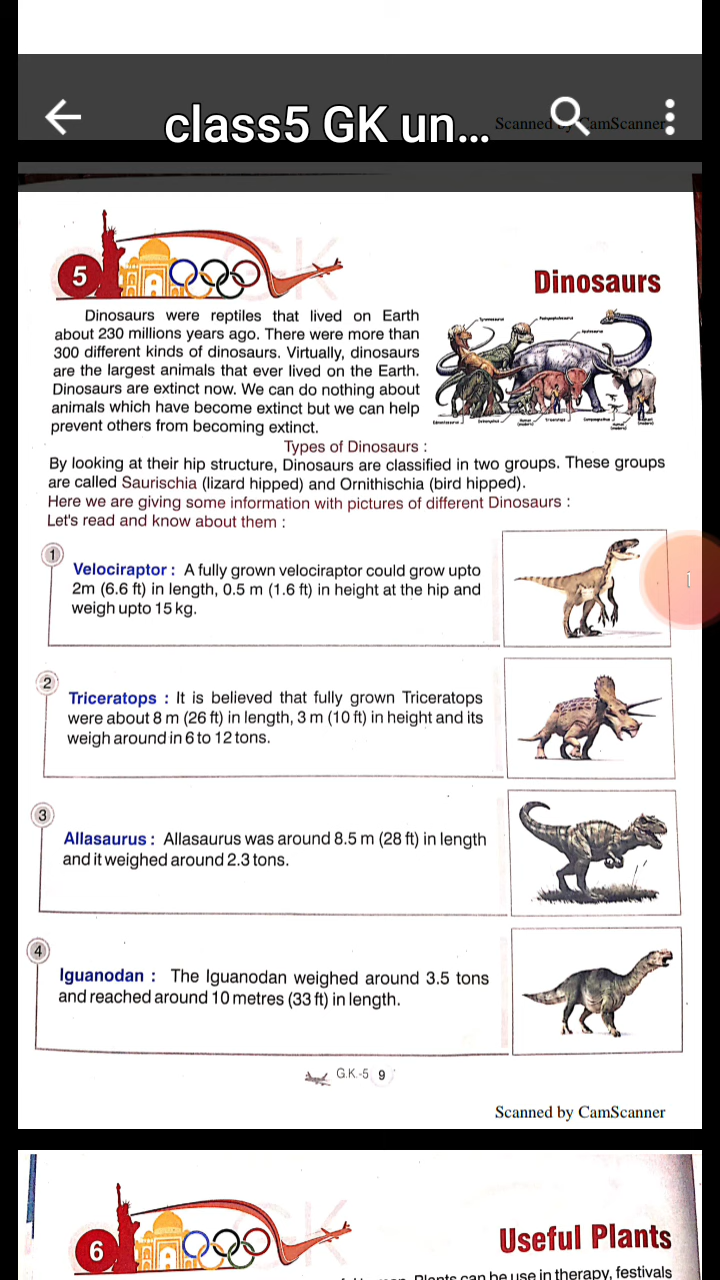 class5 GK un...
Scanned by CamScanner
5
Dinosaurs
Dinosaurs were reptiles that lived on Earth
about 230 millions years ago. There were more than
300 different kinds of dinosaurs. Virtually, dinosaurs
are the largest animals that ever lived on the Earth.
Dinosaurs are extinct now. We can do nothing about
animals which have become extinct but we can help
prevent others from becoming extinct.
Types of Dinosaurs :
By looking at their hip structure, Dinosaurs are classified in two groups. These groups
are called Saurischia (lizard hipped) and Ornithischia (bird hipped).
Here we are giving some information with pictures of different Dinosaurs :
Let's read and know about them :
1
Velociraptor : A fully grown velociraptor could grow upto
2m (6.6 ft) in length, 0.5 m (1.6 ft) in height at the hip and
weigh upto 15 kg.
2
Triceratops : It is believed that fully grown Triceratops
were about 8 m (26 ft) in length, 3 m (10 ft) in height and its
weigh around in 6 to 12 tons.
3
Allasaurus : Allasaurus was around 8.5 m (28 ft) in length
and it weighed around 2.3 tons.
4
Iguanodan : The Iguanodan weighed around 3.5 tons
and reached around 10 metres (33 ft) in length.
G.K.-5 9
Scanned by CamScanner
6
Useful Plants
Plants can be use in therapy, festivals